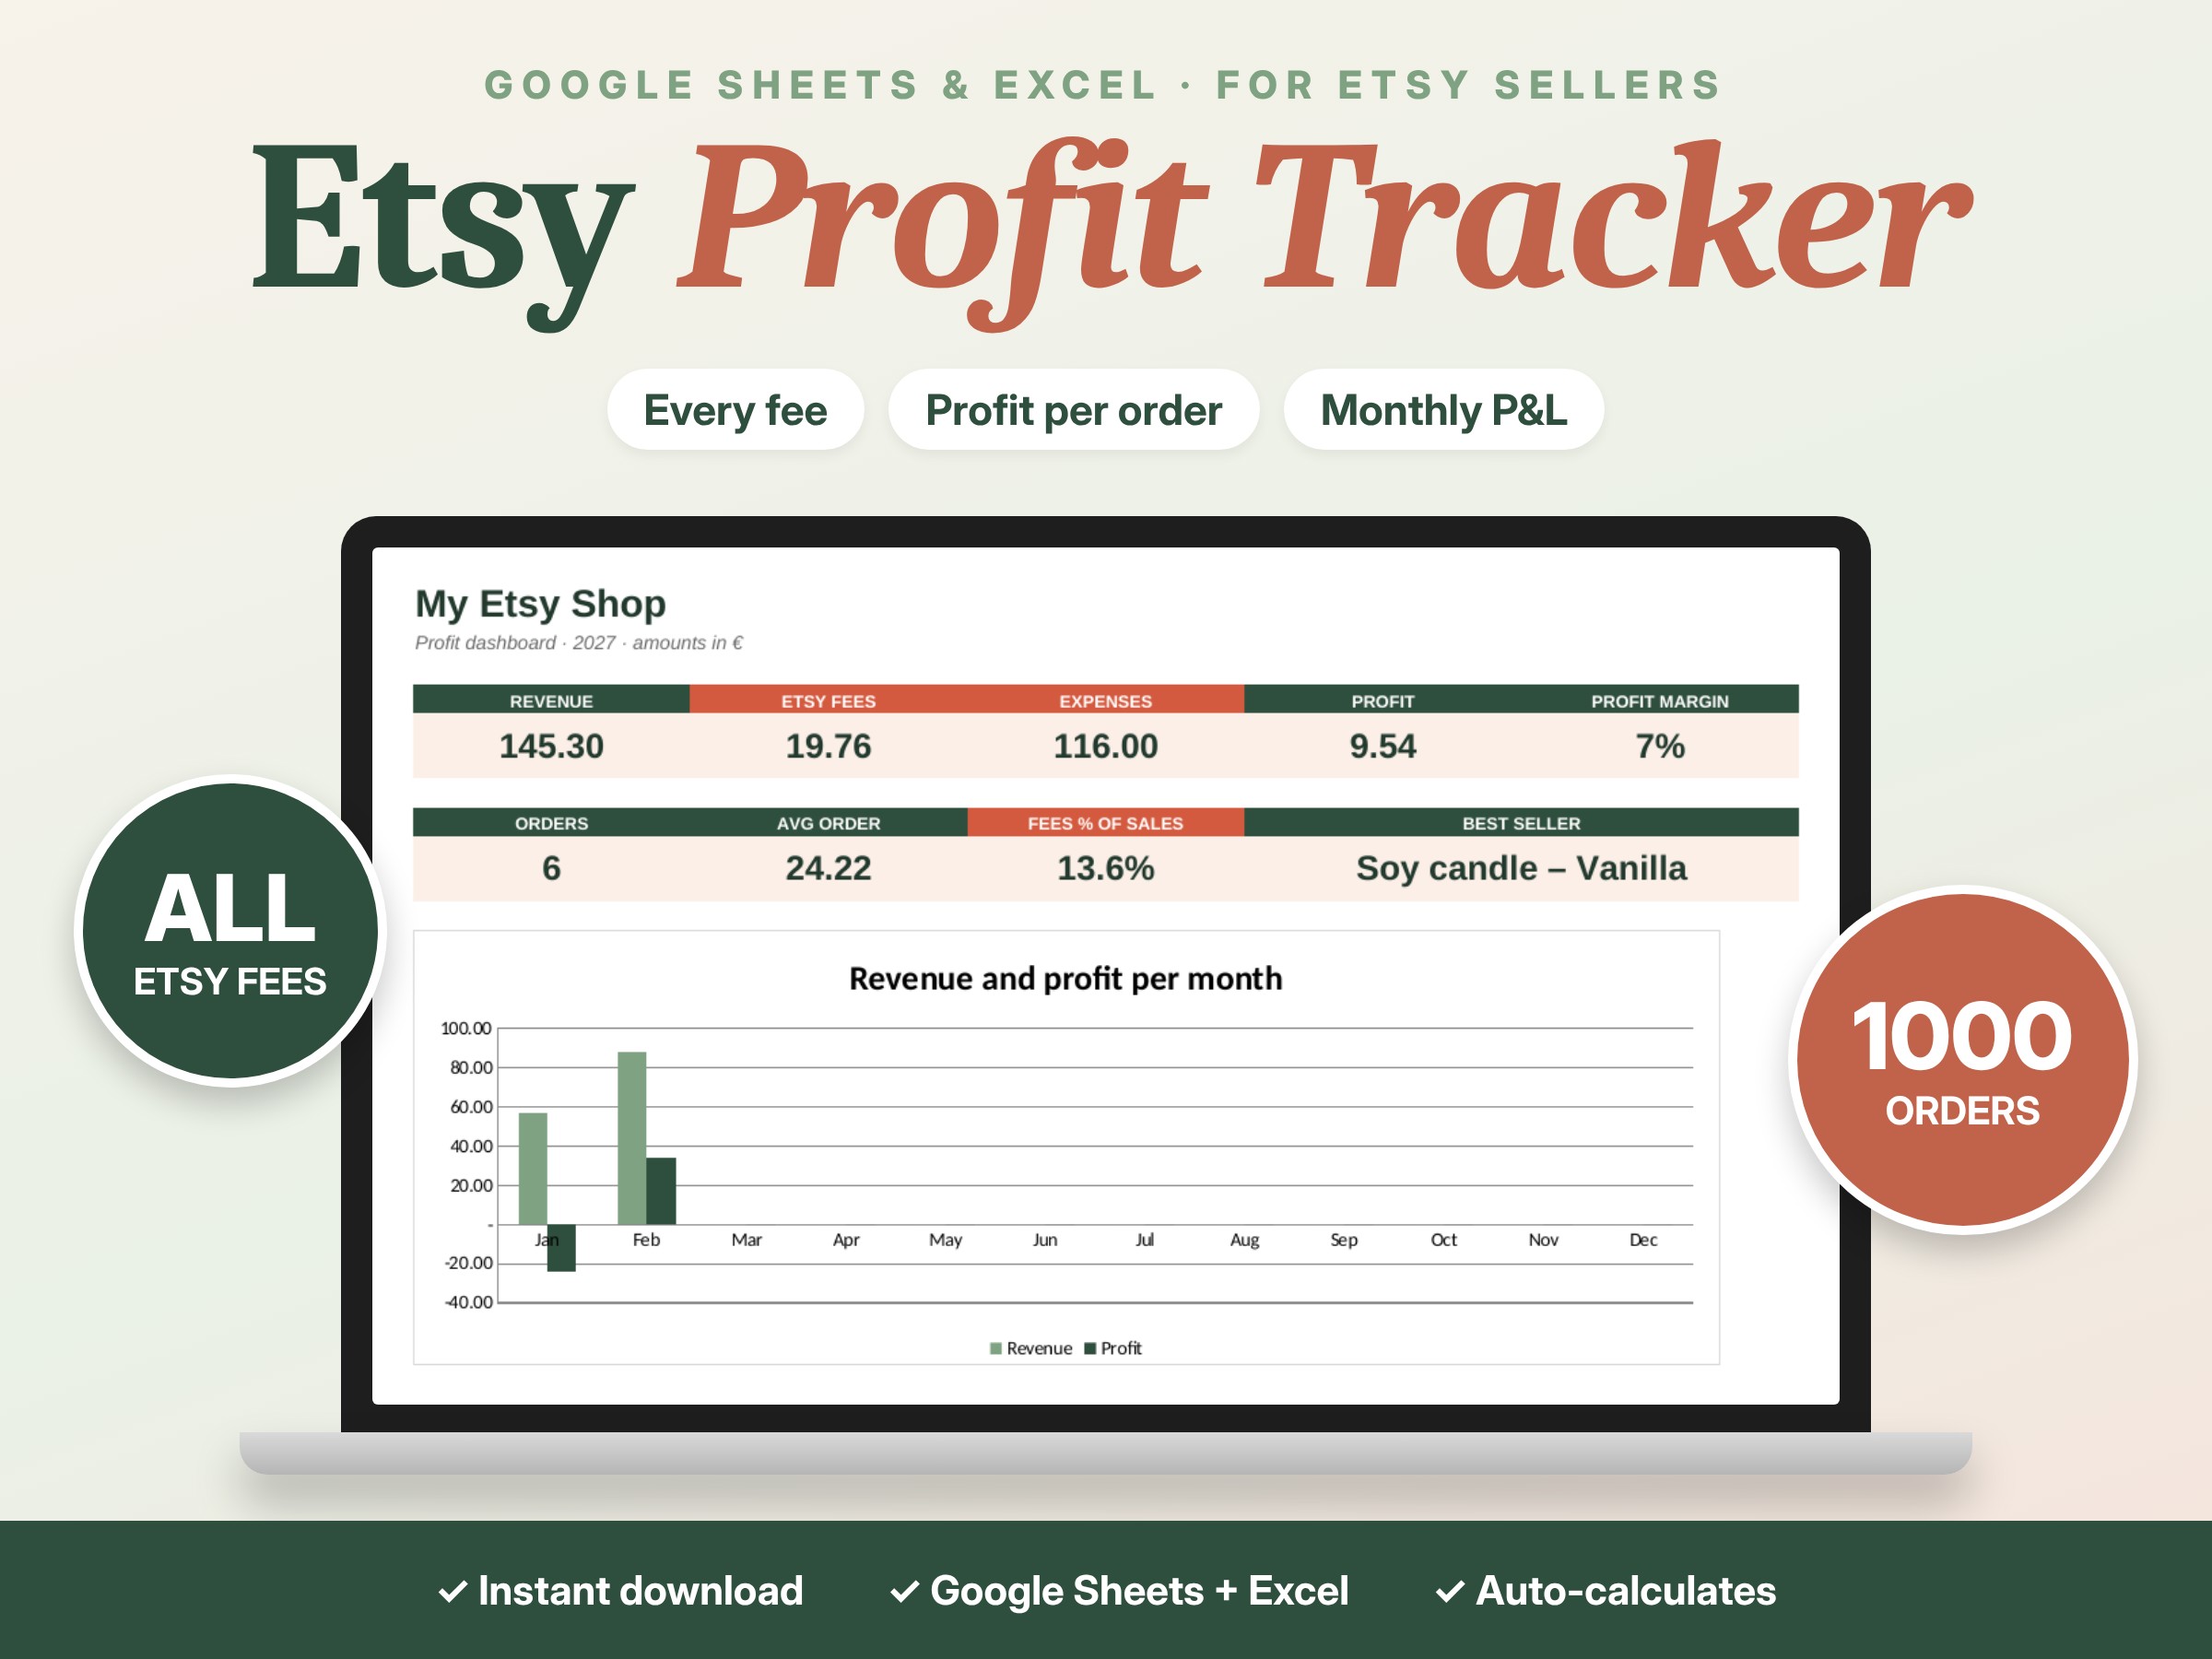 GOOGLE SHEETS & EXCEL · FOR ETSY SELLERS
Etsy Profit Tracker
Every fee Profit per order Monthly P&L
My Etsy Shop
Profit dashboard · 2027 · amounts in €
REVENUE ETSY FEES EXPENSES PROFIT PROFIT MARGIN
145.30 19.76 116.00 9.54 7%
ORDERS AVG ORDER FEES % OF SALES BEST SELLER
6 24.22 13.6% Soy candle – Vanilla
ALL
ETSY FEES
1000
ORDERS
Revenue and profit per month
100.00
80.00
60.00
40.00
20.00
-
Jan Feb Mar Apr May Jun Jul Aug Sep Oct Nov Dec
-20.00
-40.00
Revenue Profit
✓ Instant download ✓ Google Sheets + Excel ✓ Auto-calculates